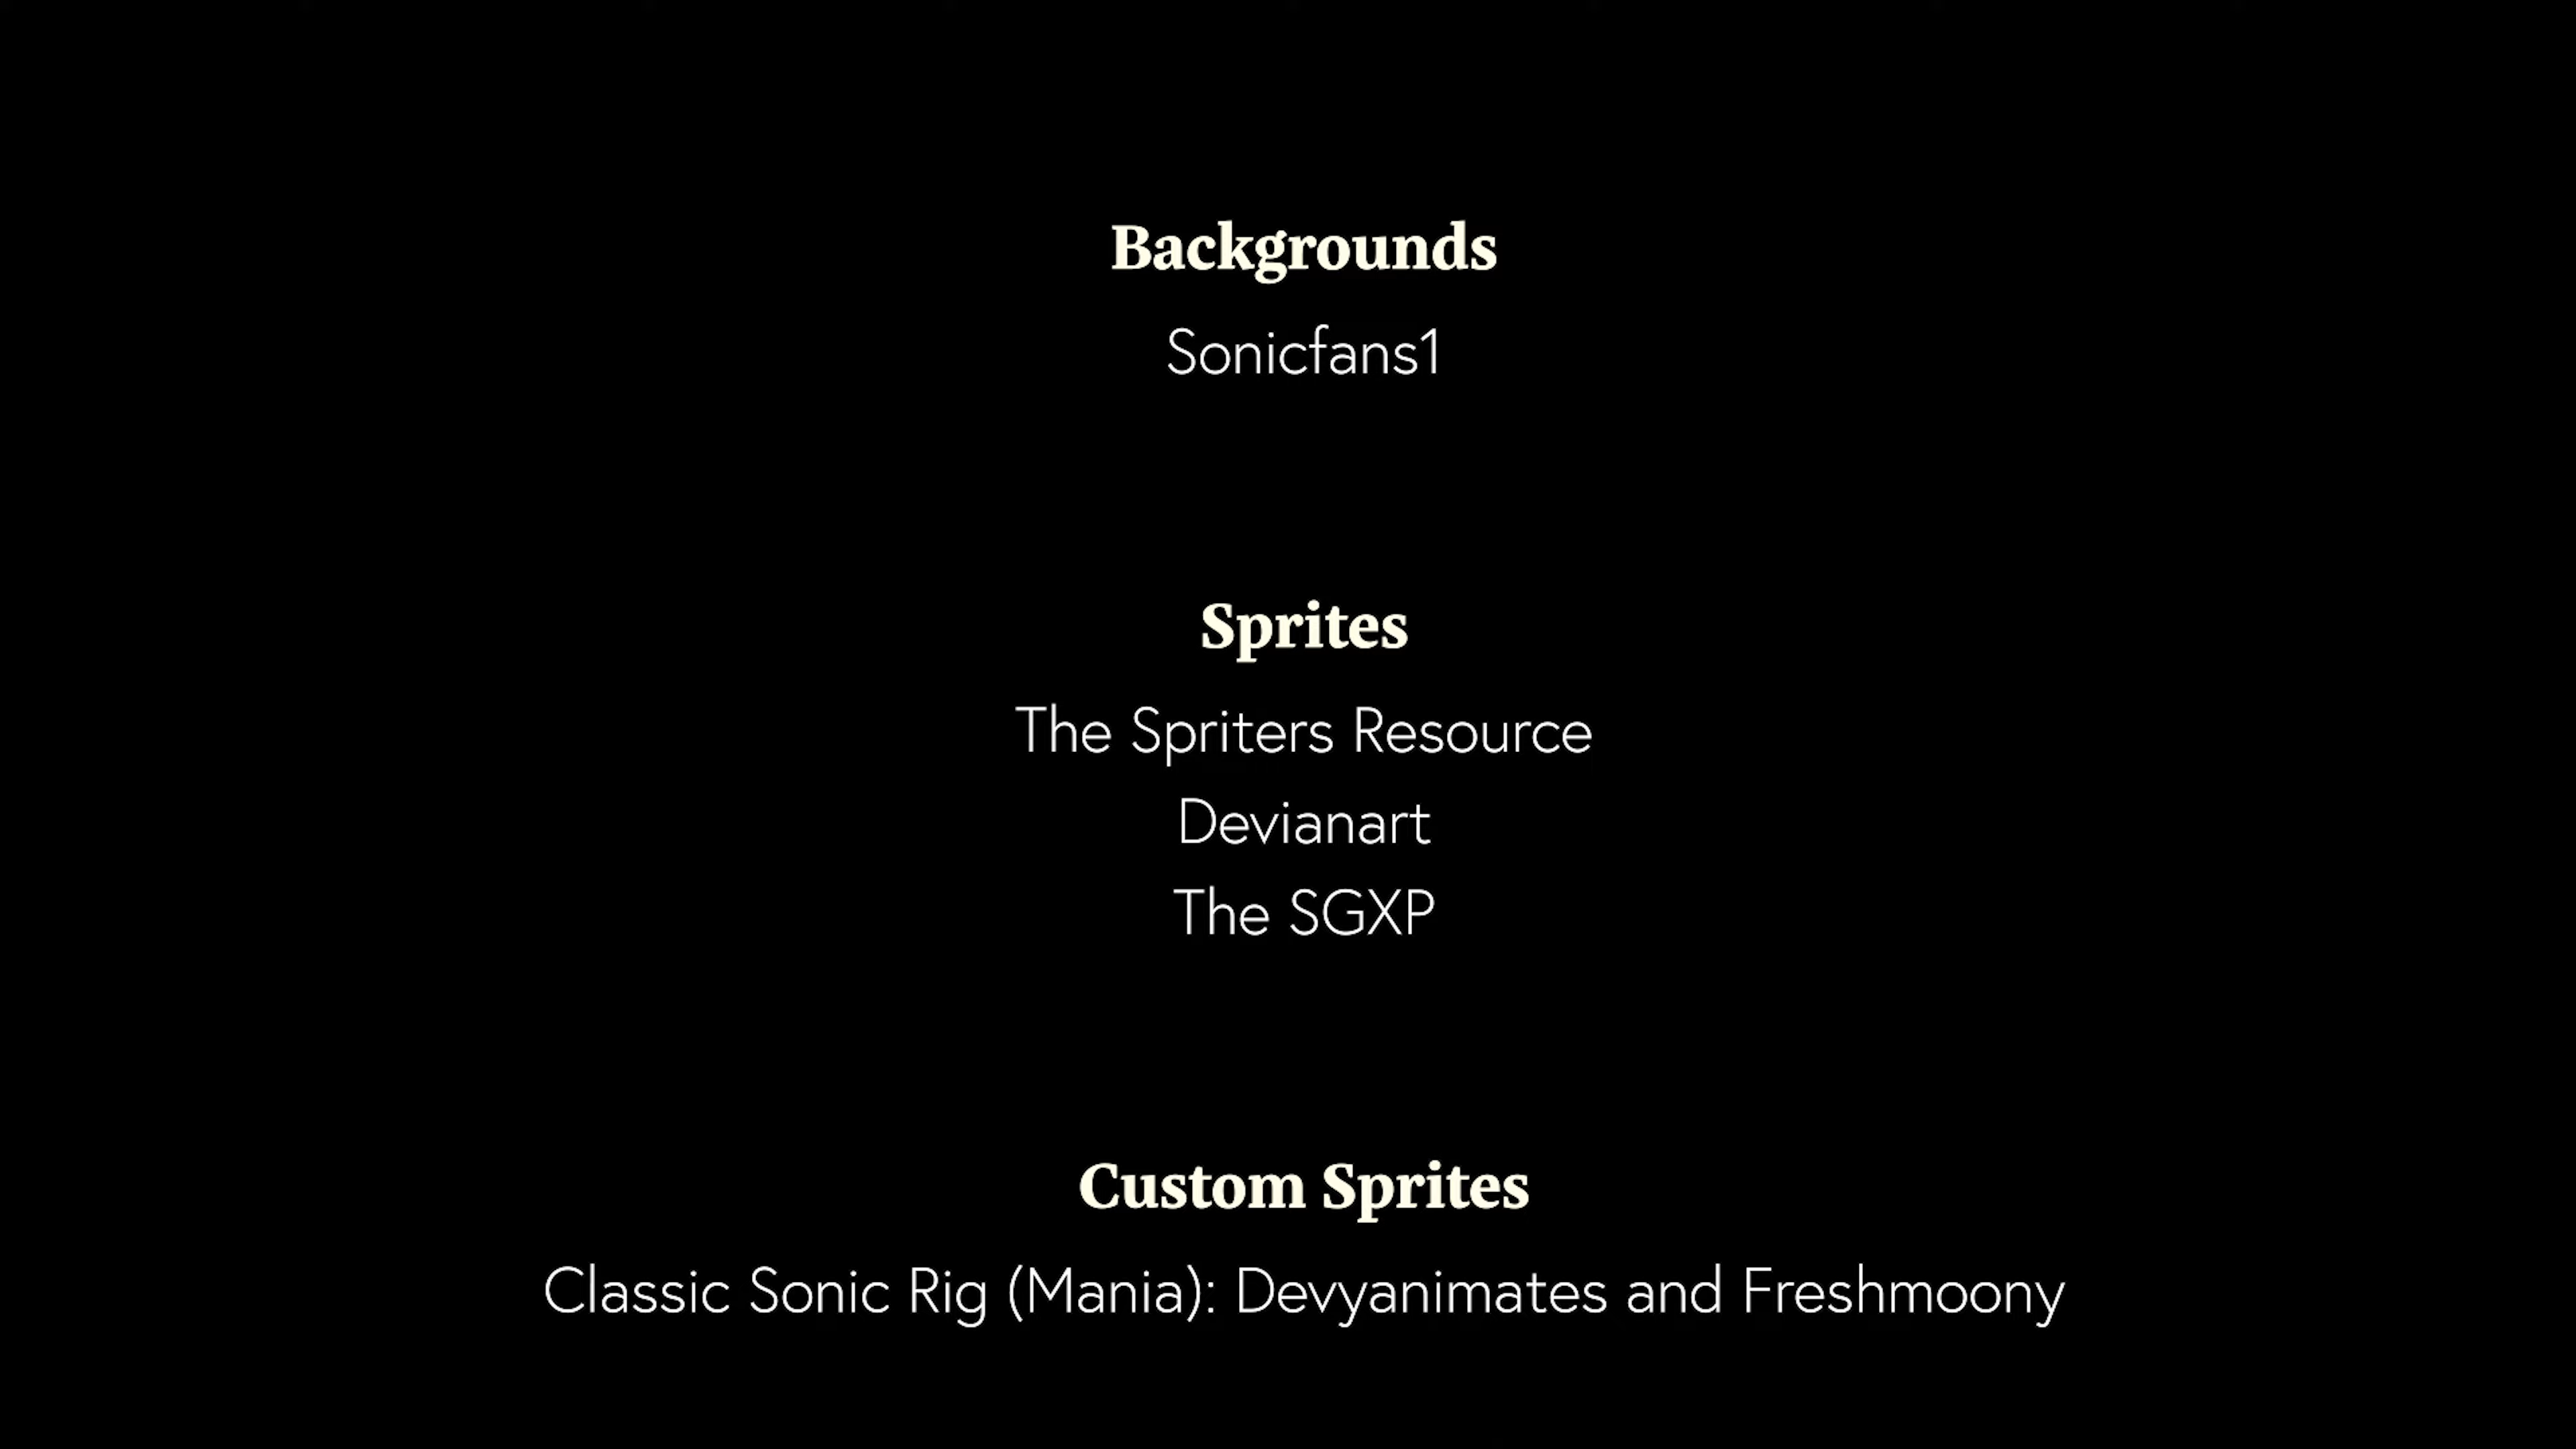 Backgrounds
Sonicfans1
Sprites
The Spriters Resource
Devianart
The SGXP
Custom Sprites
Classic Sonic Rig (Mania): Devyanimates and Freshmoony